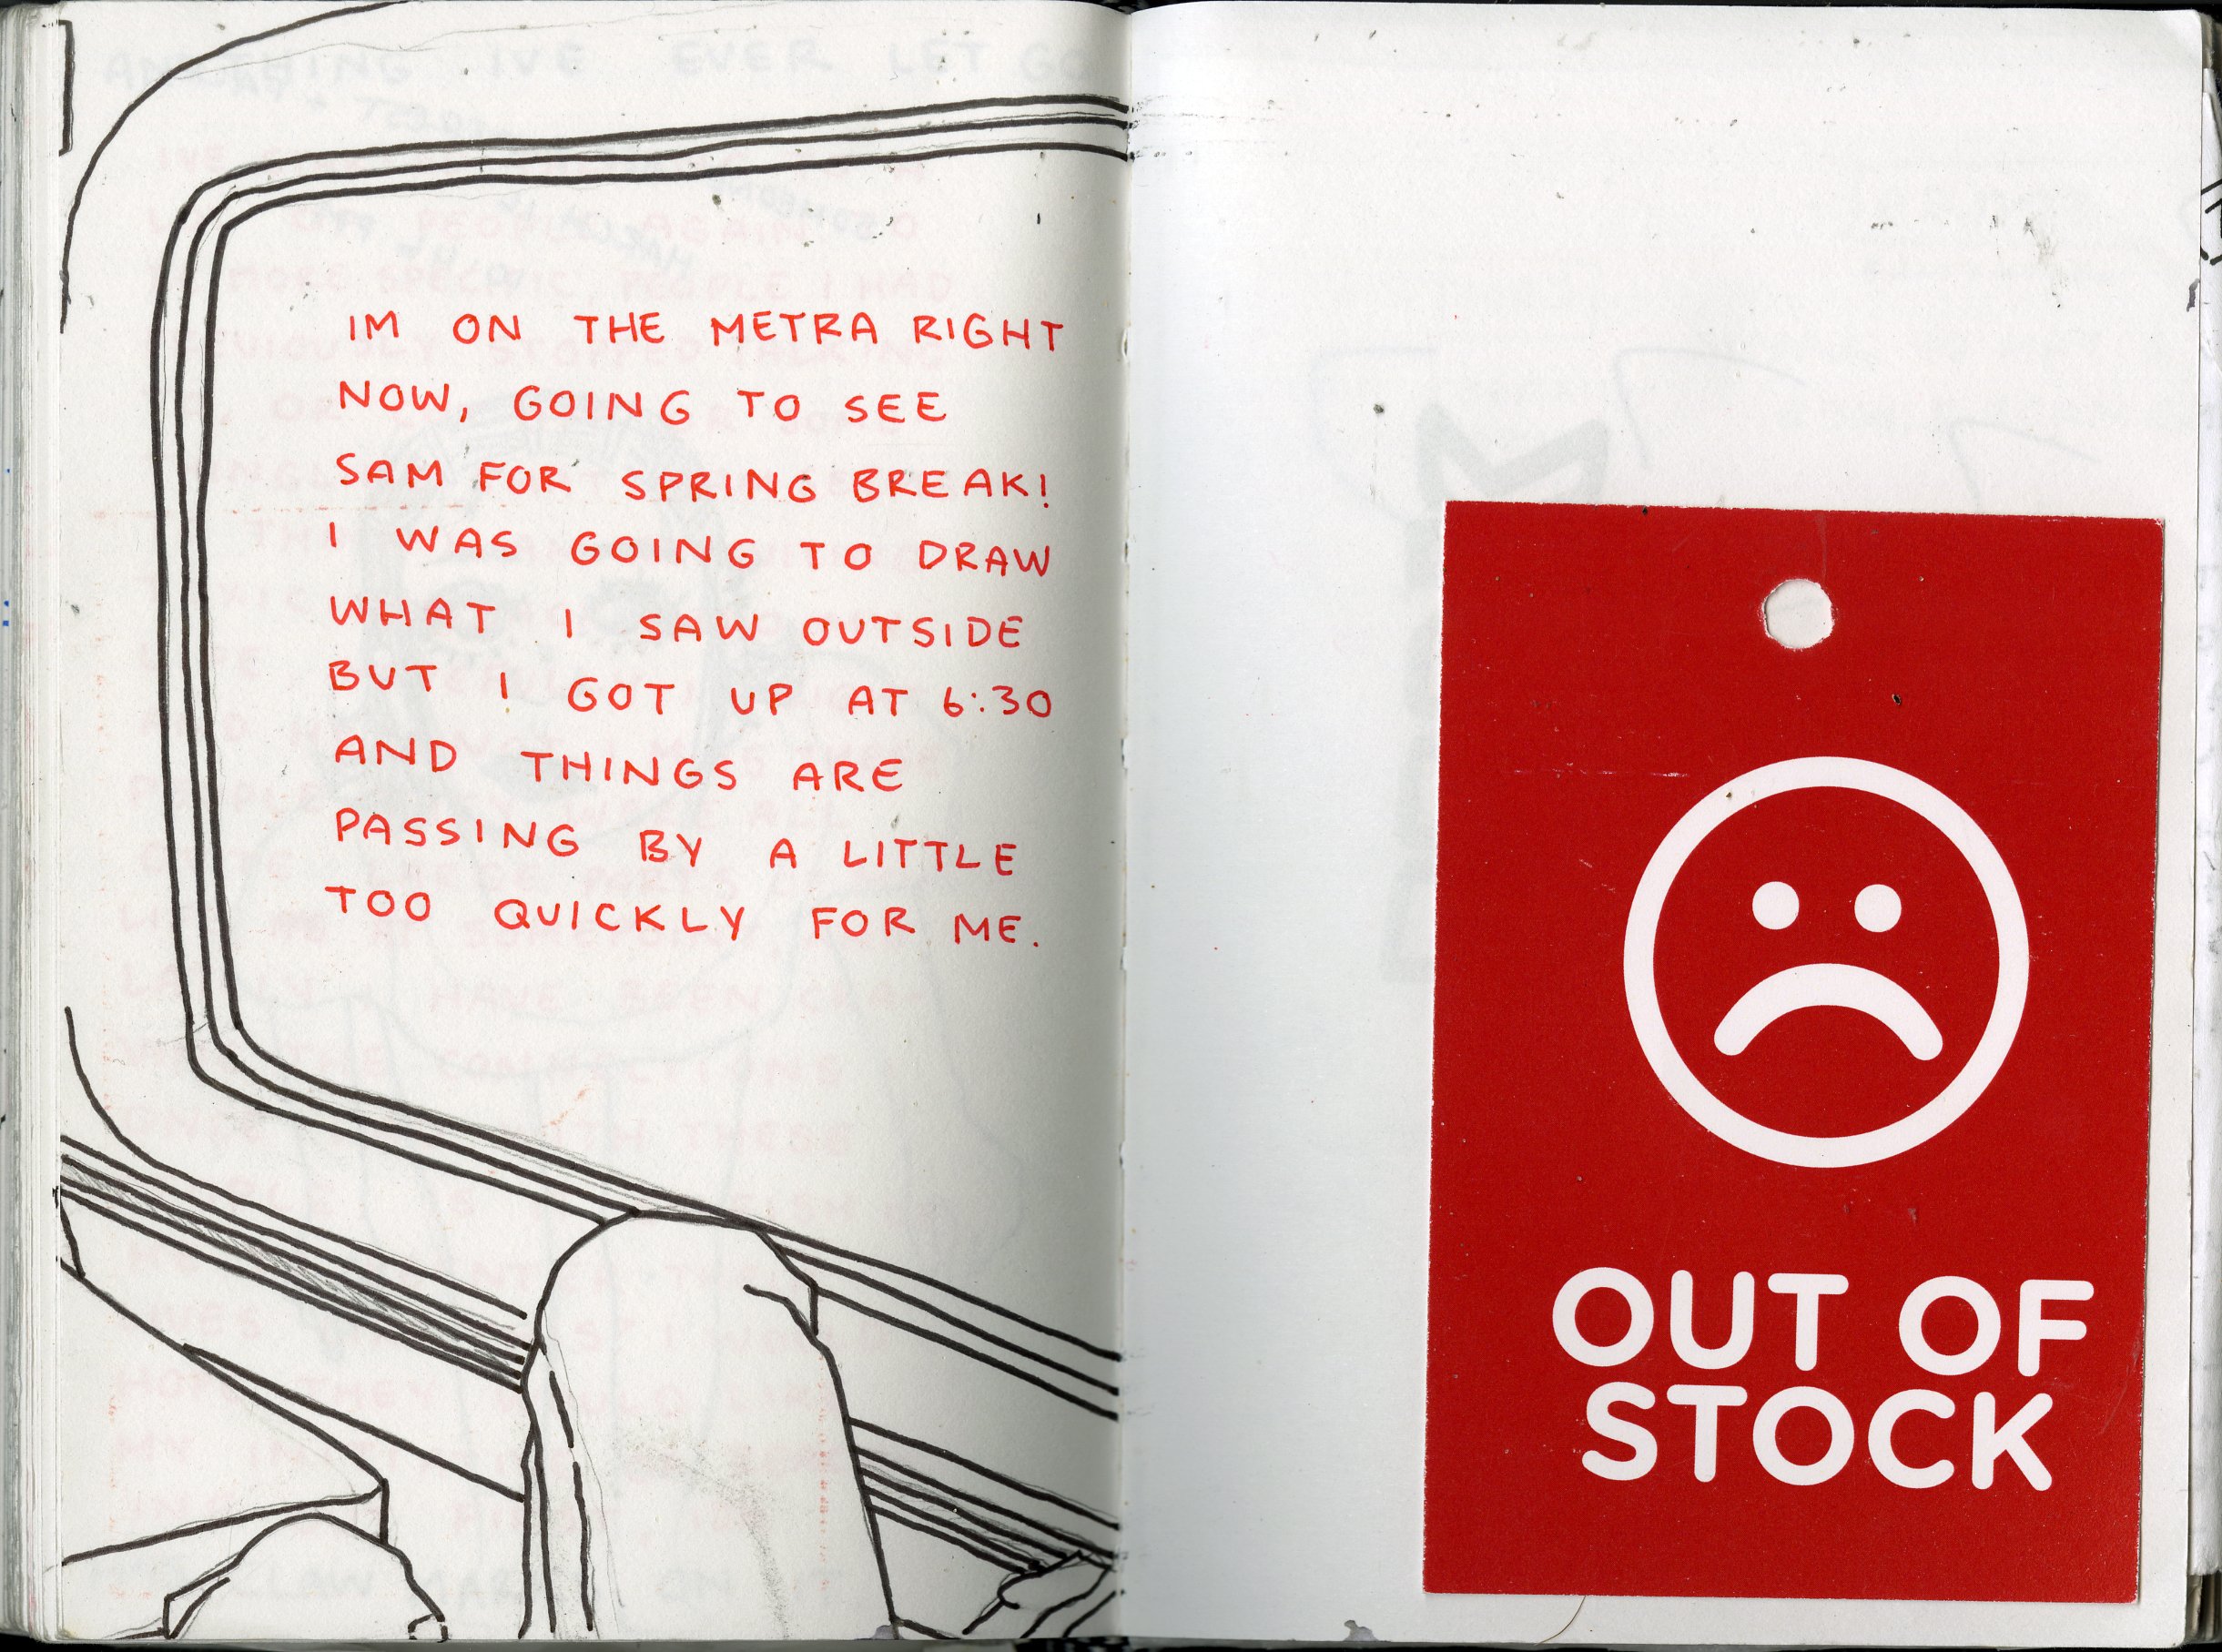 IM ON THE METRA RIGHT
NOW, GOING TO SEE
SAM FOR SPRING BREAK!
I WAS GOING TO DRAW
WHAT I SAW OUTSIDE
BUT I GOT UP AT 6:30
AND THINGS ARE
PASSING BY A LITTLE
TOO QUICKLY FOR ME.
OUT OF
STOCK